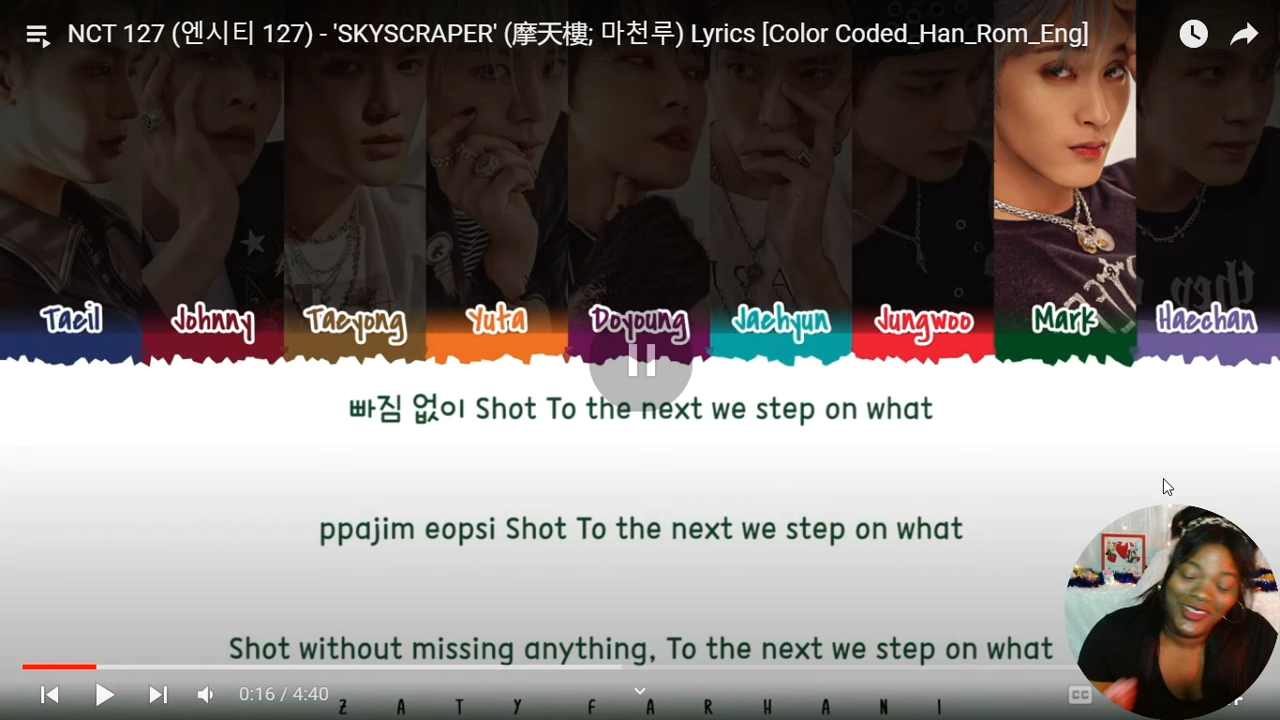 NCT 127 (엔시티 127) - 'SKYSCRAPER' (摩天樓; 마천루) Lyrics [Color Coded_Han_Rom_Eng]
Taeil Johnny Taeyong Yuta Doyoung Jaehyun Jungwoo Mark Haechan
빠짐 없이 Shot To the next we step on what
ppajim eopsi Shot To the next we step on what
Shot without missing anything, To the next we step on what
0:16 / 4:40
CC
Z A T Y F A R H A N I